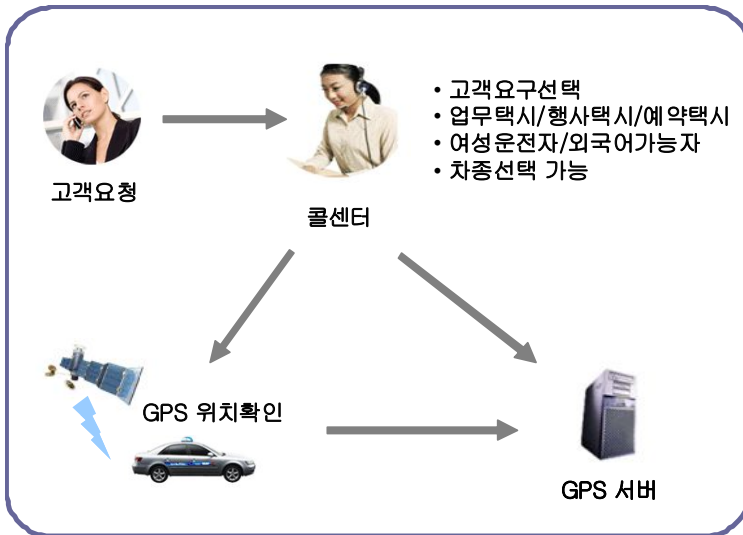 • 고객요구선택
• 업무택시/행사택시/예약택시
• 여성운전자/외국어가능자
• 차종선택 가능
고객요청
콜센터
GPS 위치확인
GPS 서버